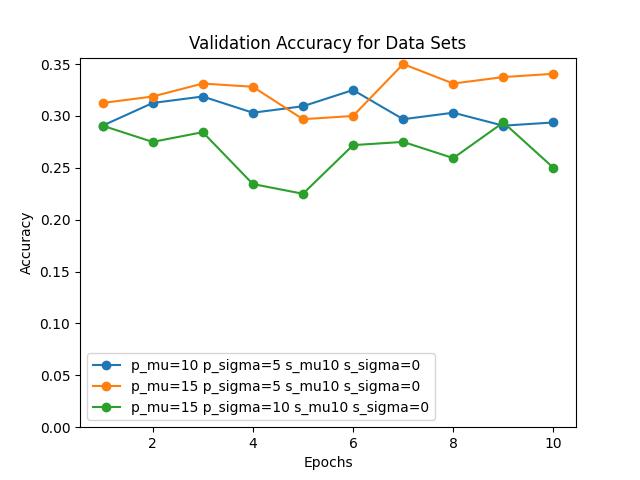 Validation Accuracy for Data Sets
Accuracy
0.35
0.30
0.25
0.20
0.15
0.10
0.05
0.00
p_mu=10 p_sigma=5 s_mu10 s_sigma=0
p_mu=15 p_sigma=5 s_mu10 s_sigma=0
p_mu=15 p_sigma=10 s_mu10 s_sigma=0
2 4 6 8 10
Epochs